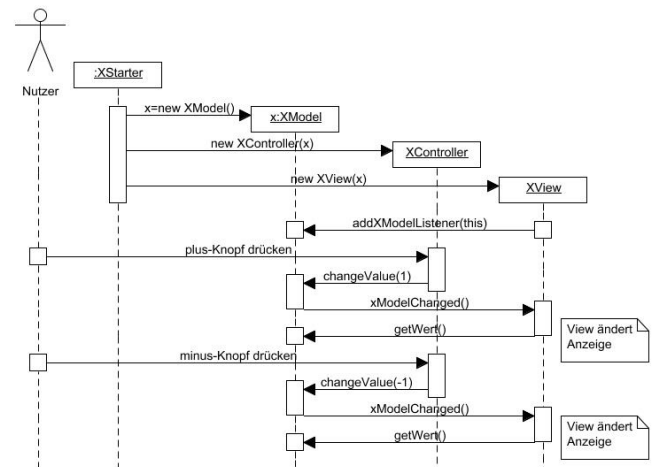 Nutzer
:XStarter
x=new XModel()
x:XModel
new XController(x)
XController
new XView(x)
XView
addXModelListener(this)
plus-Knopf drücken
changeValue(1)
xModelChanged()
getWert()
View ändert
Anzeige
minus-Knopf drücken
changeValue(-1)
xModelChanged()
getWert()
View ändert
Anzeige